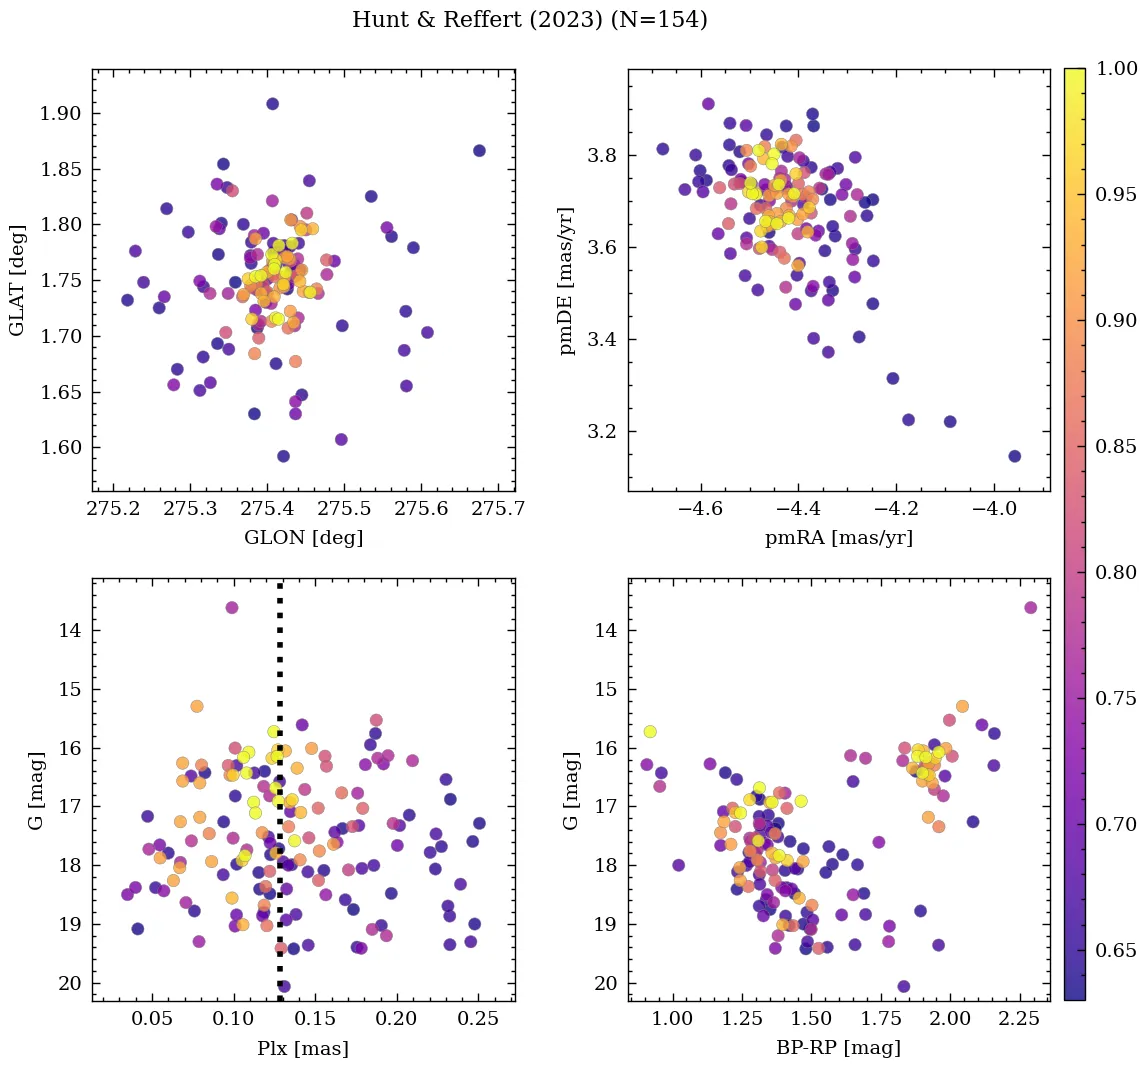 Hunt & Reffert (2023) (N=154)
1.90
1.85
1.80
1.75
1.70
1.65
1.60
GLAT [deg]
275.2 275.3 275.4 275.5 275.6 275.7
GLON [deg]
3.8
3.6
3.4
3.2
pmDE [mas/yr]
−4.6 −4.4 −4.2 −4.0
pmRA [mas/yr]
14
15
16
17
18
19
20
G [mag]
0.05 0.10 0.15 0.20 0.25
Plx [mas]
14
15
16
17
18
19
20
G [mag]
1.00 1.25 1.50 1.75 2.00 2.25
BP-RP [mag]
1.00
0.95
0.90
0.85
0.80
0.75
0.70
0.65